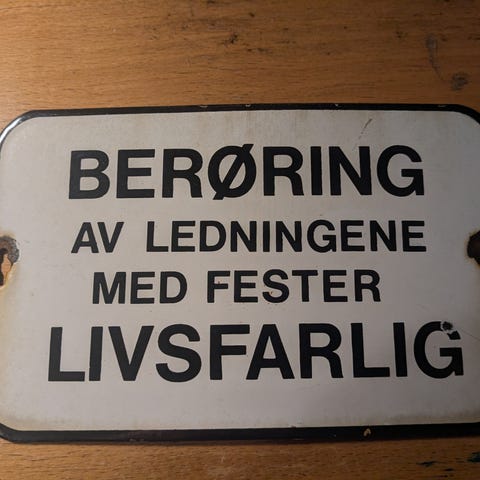 BERØRING
AV LEDNINGENE
MED FESTER
LIVSFARLIG